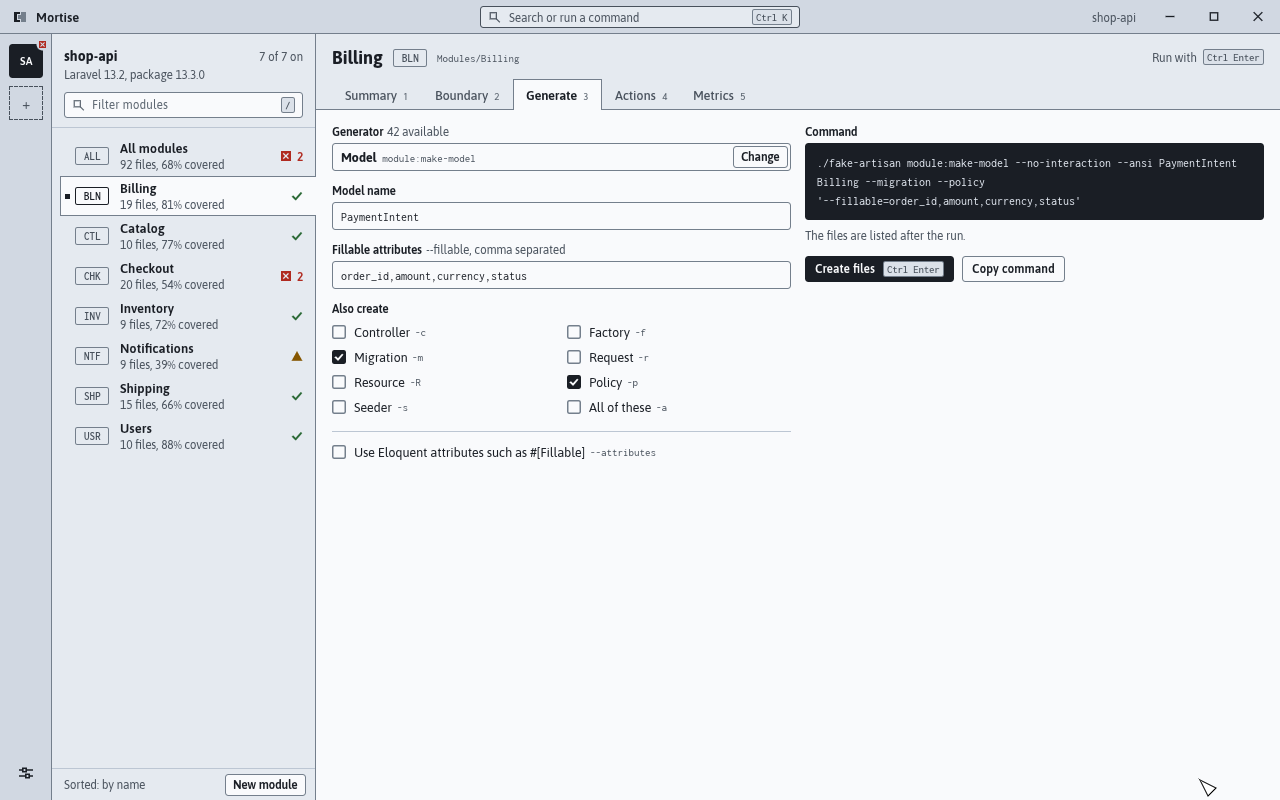 Mortise
Search or run a command
Ctrl K
shop-api
SA
+
shop-api
7 of 7 on
Laravel 13.2, package 13.3.0
Filter modules
/
ALL
All modules
92 files, 68% covered
2
BLN
Billing
19 files, 81% covered
CTL
Catalog
10 files, 77% covered
CHK
Checkout
20 files, 54% covered
2
INV
Inventory
9 files, 72% covered
NTF
Notifications
9 files, 39% covered
SHP
Shipping
15 files, 66% covered
USR
Users
10 files, 88% covered
Sorted: by name
New module
Billing
BLN
Modules/Billing
Run with
Ctrl Enter
Summary 1
Boundary 2
Generate 3
Actions 4
Metrics 5
Generator 42 available
Model module:make-model
Change
Model name
PaymentIntent
Fillable attributes --fillable, comma separated
order_id,amount,currency,status
Also create
Controller -c
Factory -f
Migration -m
Request -r
Resource -R
Policy -p
Seeder -s
All of these -a
Use Eloquent attributes such as #[Fillable] --attributes
Command
./fake-artisan module:make-model --no-interaction --ansi PaymentIntent
Billing --migration --policy
'--fillable=order_id,amount,currency,status'
The files are listed after the run.
Create files Ctrl Enter
Copy command